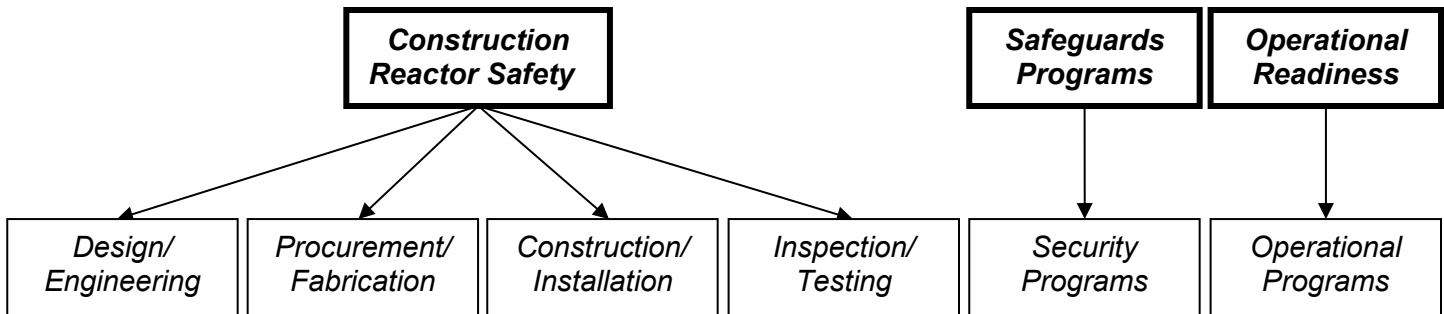 Construction
Reactor Safety
Safeguards
Programs
Operational
Readiness
Design/
Engineering
Procurement/
Fabrication
Construction/
Installation
Inspection/
Testing
Security
Programs
Operational
Programs